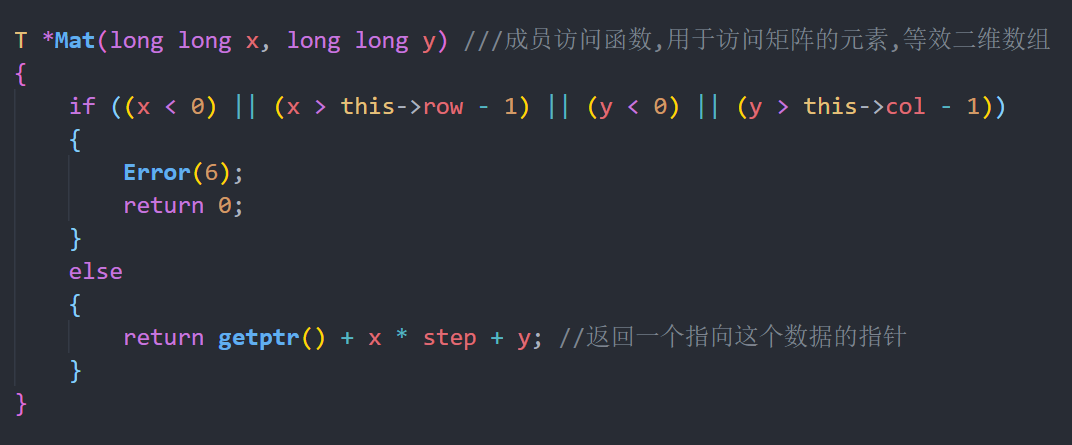 T *Mat(long long x, long long y) ///成员访问函数,用于访问矩阵的元素,等效二维数组
{
if ((x < 0) || (x > this->row - 1) || (y < 0) || (y > this->col - 1))
{
Error(6);
return 0;
}
else
{
return getptr() + x * step + y; //返回一个指向这个数据的指针
}
}